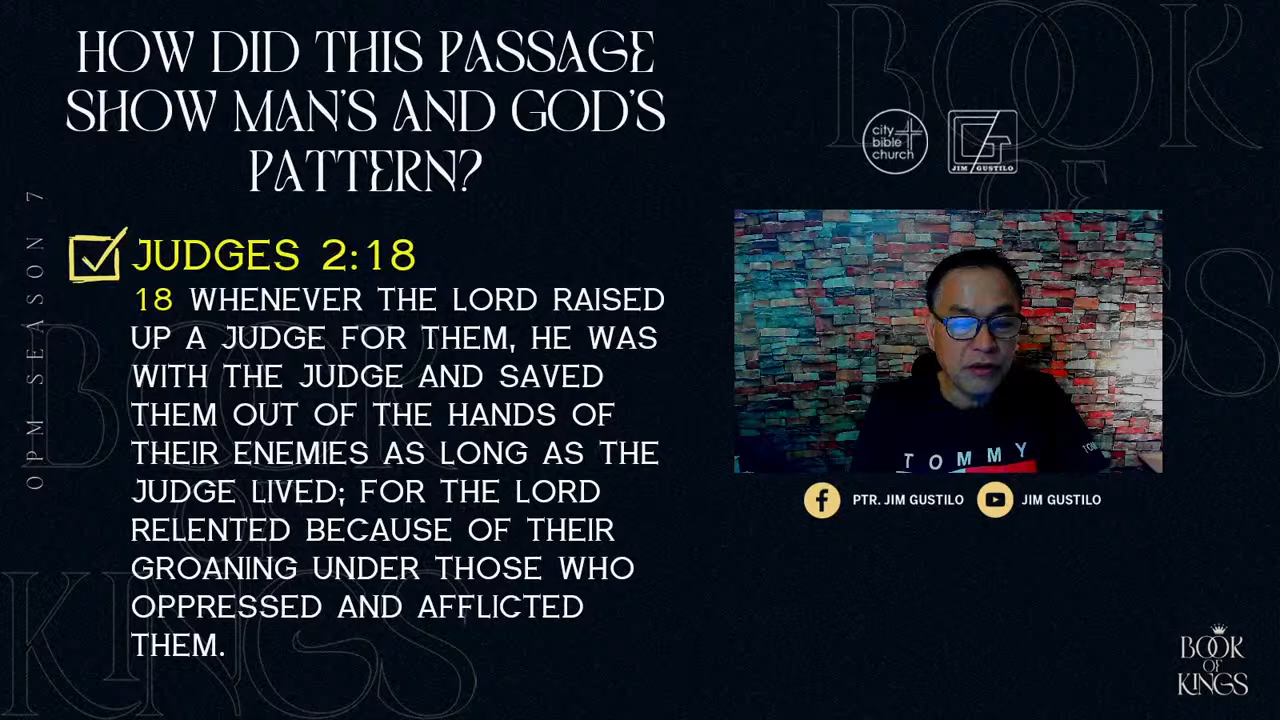 HOW DID THIS PASSAGE
SHOW MAN'S AND GOD'S
PATTERN?
OPM SEASON 7
JUDGES 2:18
18 WHENEVER THE LORD RAISED
UP A JUDGE FOR THEM, HE WAS
WITH THE JUDGE AND SAVED
THEM OUT OF THE HANDS OF
THEIR ENEMIES AS LONG AS THE
JUDGE LIVED; FOR THE LORD
RELENTED BECAUSE OF THEIR
GROANING UNDER THOSE WHO
OPPRESSED AND AFFLICTED
THEM.
city
bible
church
JIM GUSTILO
TOMMY
PTR. JIM GUSTILO
JIM GUSTILO
BOOK
OF
KINGS
BOOK
OF
KINGS